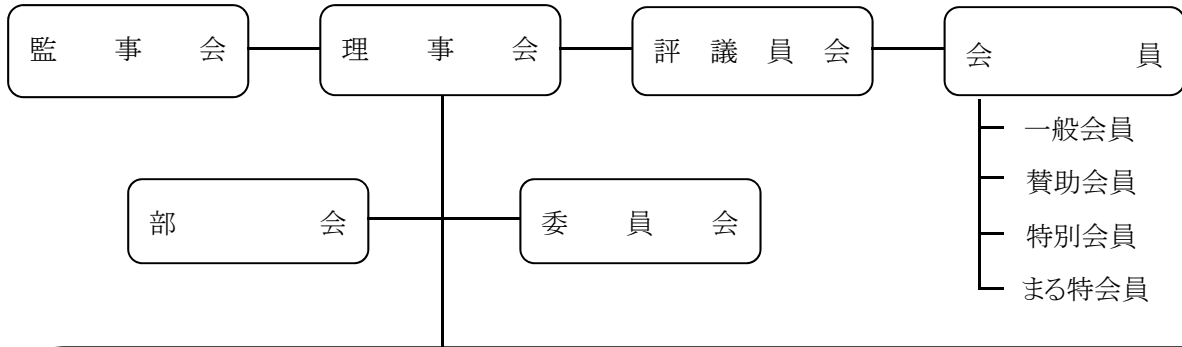 監事会
理事会
評議員会
会員
一般会員
賛助会員
特別会員
まる特会員
部会
委員会